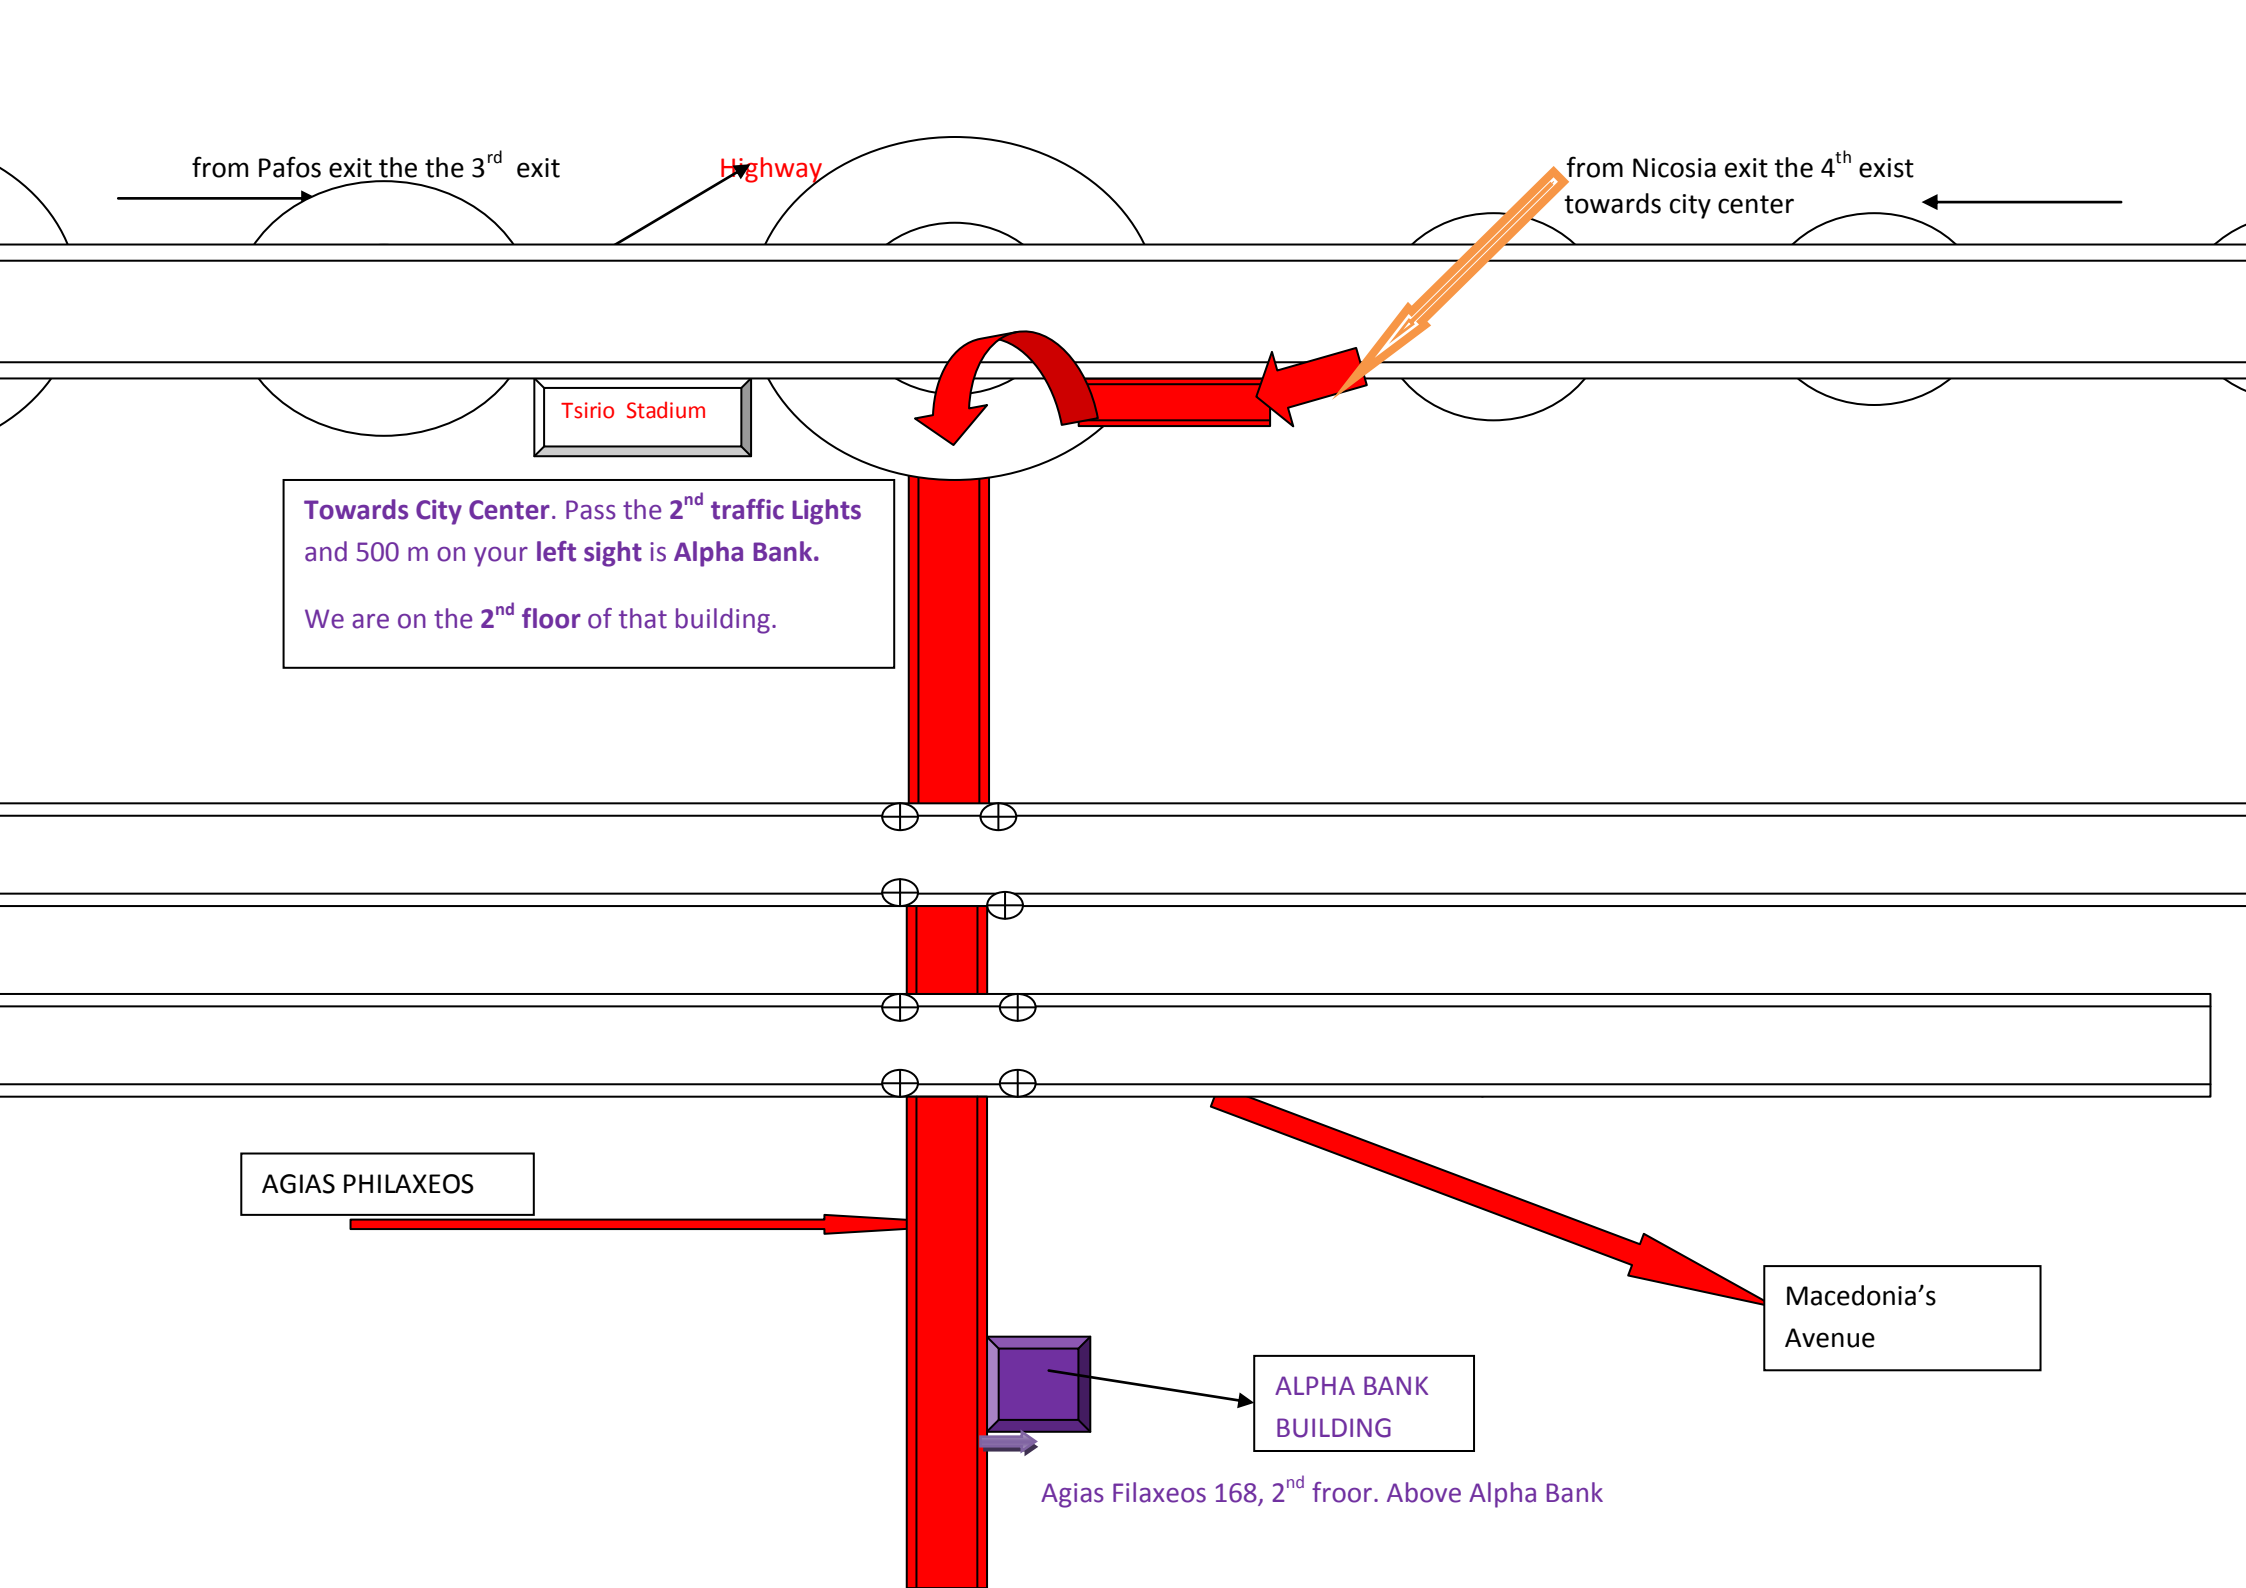 from Pafos exit the the 3rd exit
Highway
from Nicosia exit the 4th exist
towards city center
Tsirio Stadium
Towards City Center. Pass the 2nd traffic Lights
and 500 m on your left sight is Alpha Bank.
We are on the 2nd floor of that building.
AGIAS PHILAXEOS
Macedonia’s
Avenue
ALPHA BANK
BUILDING
Agias Filaxeos 168, 2nd froor. Above Alpha Bank